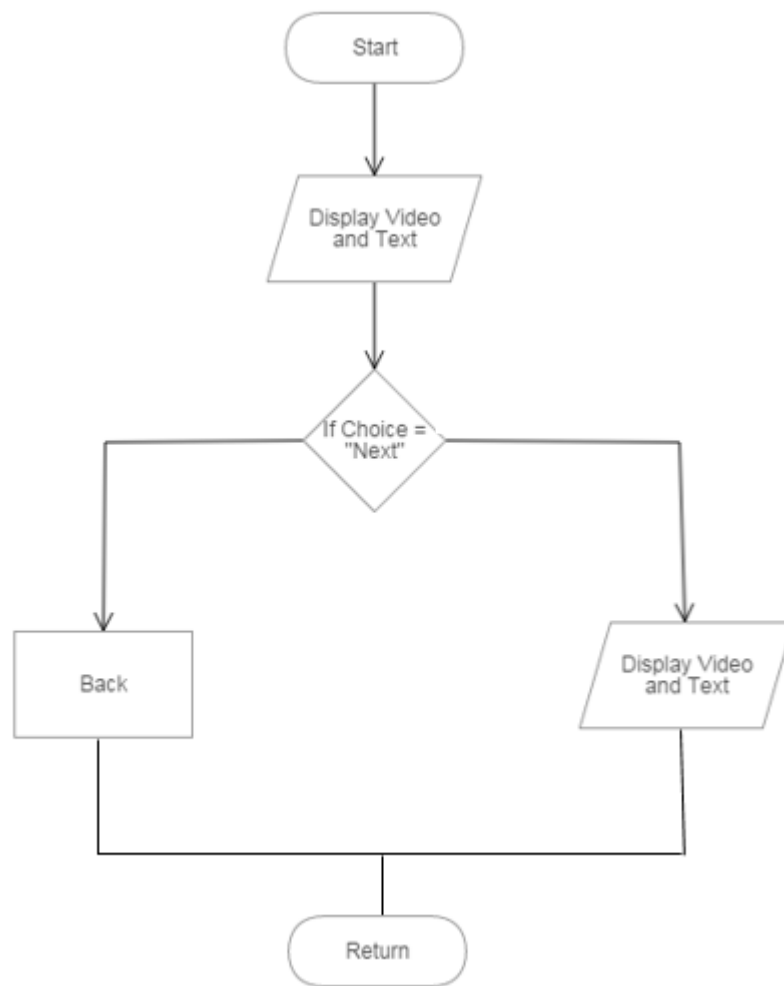 Start
Display Video
and Text
If Choice =
"Next"
Back
Display Video
and Text
Return